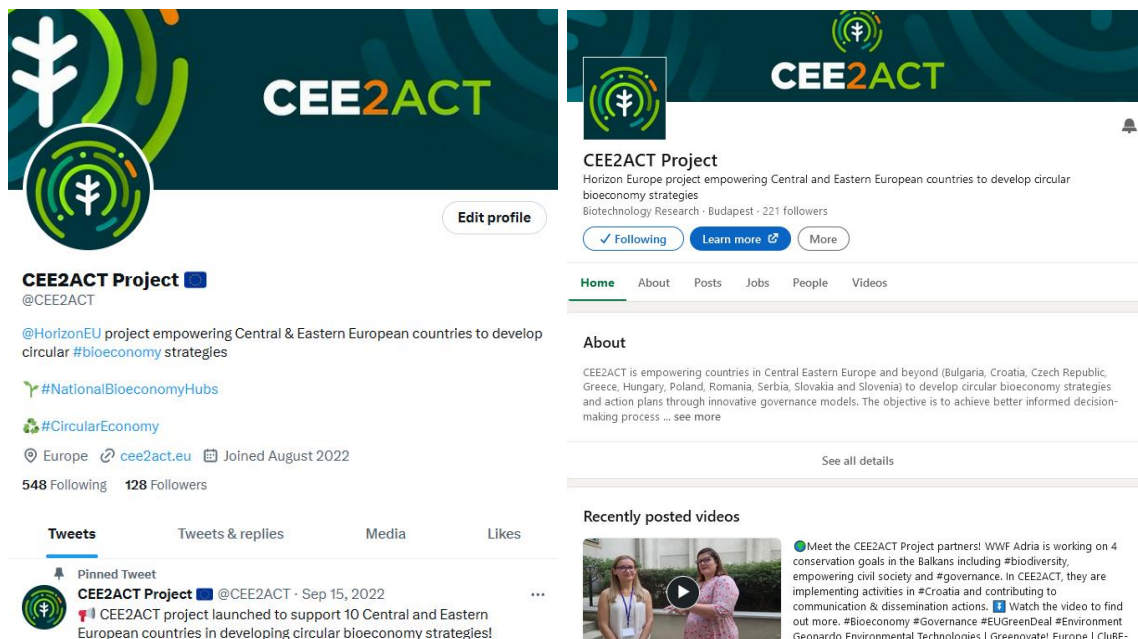 CEE2ACT
Edit profile
CEE2ACT Project
@CEE2ACT
@HorizonEU project empowering Central & Eastern European countries to develop
circular #bioeconomy strategies
#NationalBioeconomyHubs
#CircularEconomy
Europe cee2act.eu Joined August 2022
548 Following 128 Followers
Tweets Tweets & replies Media Likes
Pinned Tweet
CEE2ACT Project @CEE2ACT · Sep 15, 2022
CEE2ACT project launched to support 10 Central and Eastern
European countries in developing circular bioeconomy strategies!
CEE2ACT
CEE2ACT Project
Horizon Europe project empowering Central and Eastern European countries to develop circular
bioeconomy strategies
Biotechnology Research · Budapest · 221 followers
Following Learn more More
Home About Posts Jobs People Videos
About
CEE2ACT is empowering countries in Central Eastern Europe and beyond (Bulgaria, Croatia, Czech Republic,
Greece, Hungary, Poland, Romania, Serbia, Slovakia and Slovenia) to develop circular bioeconomy strategies
and action plans through innovative governance models. The objective is to achieve better informed decision-
making process ... see more
See all details
Recently posted videos
Meet the CEE2ACT Project partners! WWF Adria is working on 4
conservation goals in the Balkans including #biodiversity,
empowering civil society and #governance. In CEE2ACT, they are
implementing activities in #Croatia and contributing to
communication & dissemination actions. Watch the video to find
out more. #Bioeconomy #Governance #EUGreenDeal #Environment
Geonardo Environmental Technologies | Greenovate! Europe | CluBE-